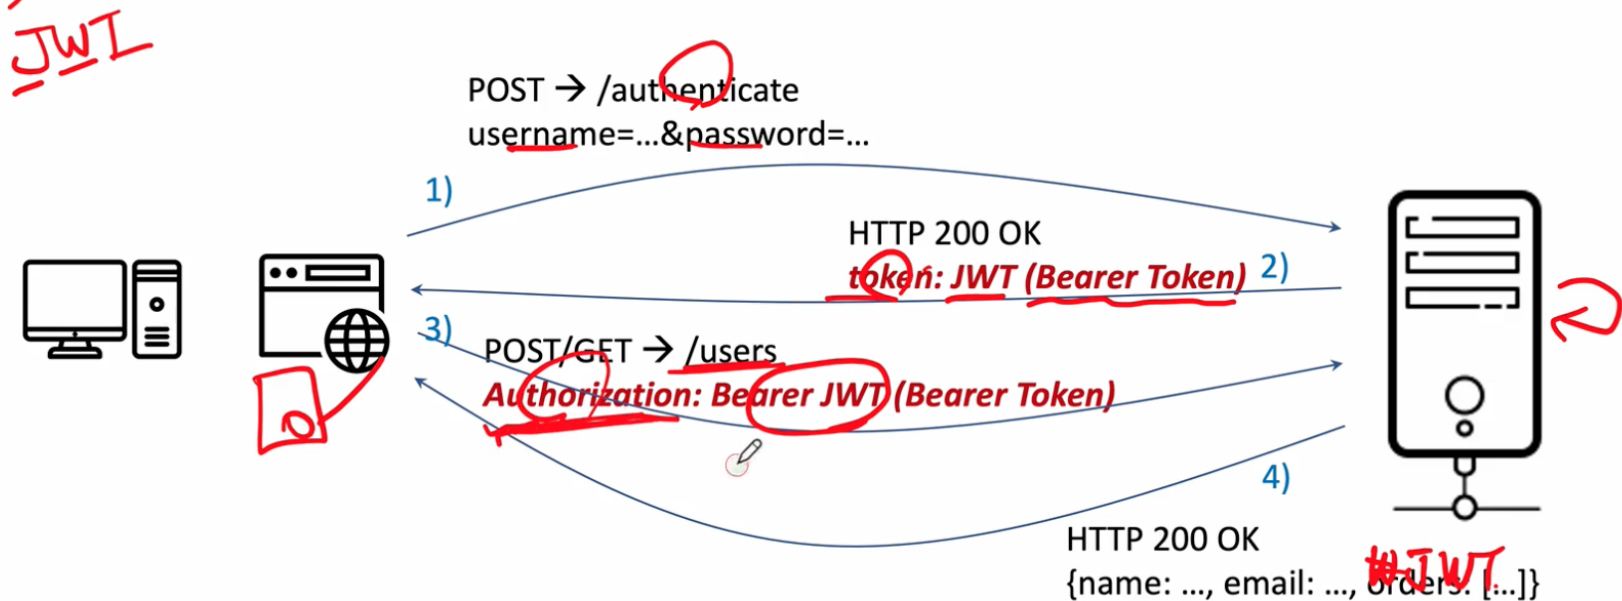 JWT
POST → /authenticate
username=...&password=...
1)
HTTP 200 OK
token: JWT (Bearer Token)
2)
3)
POST/GET → /users
Authorization: Bearer JWT (Bearer Token)
4)
HTTP 200 OK
{name: ..., email: ..., orders: [...]}
JWT